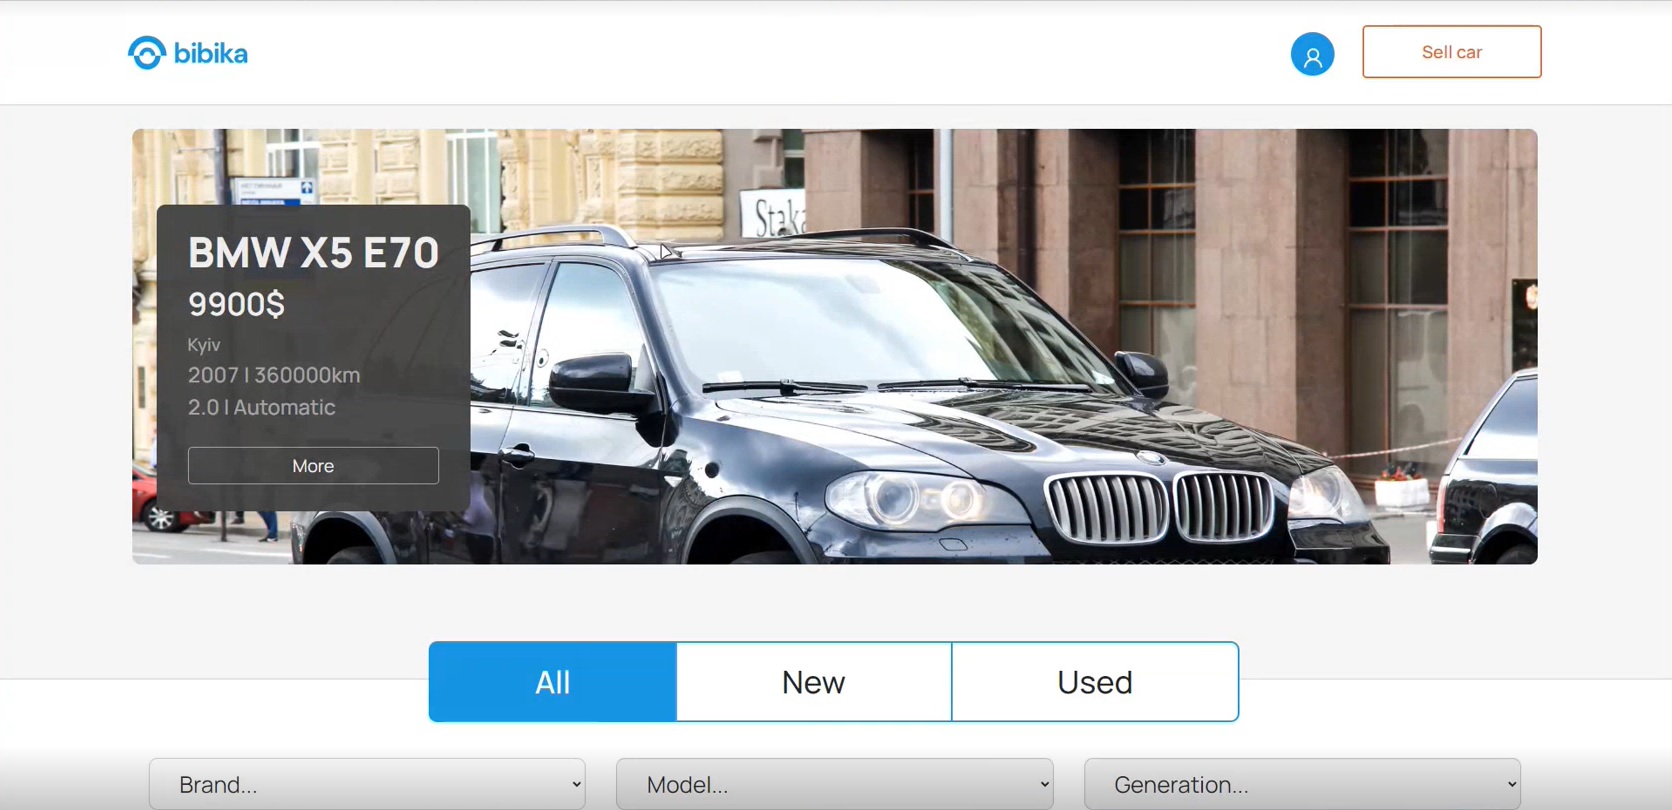 bibika
Sell car
Staka
BMW X5 E70
9900$
Kyiv
2007 | 360000km
2.0 | Automatic
More
All
New
Used
Brand...
Model...
Generation...